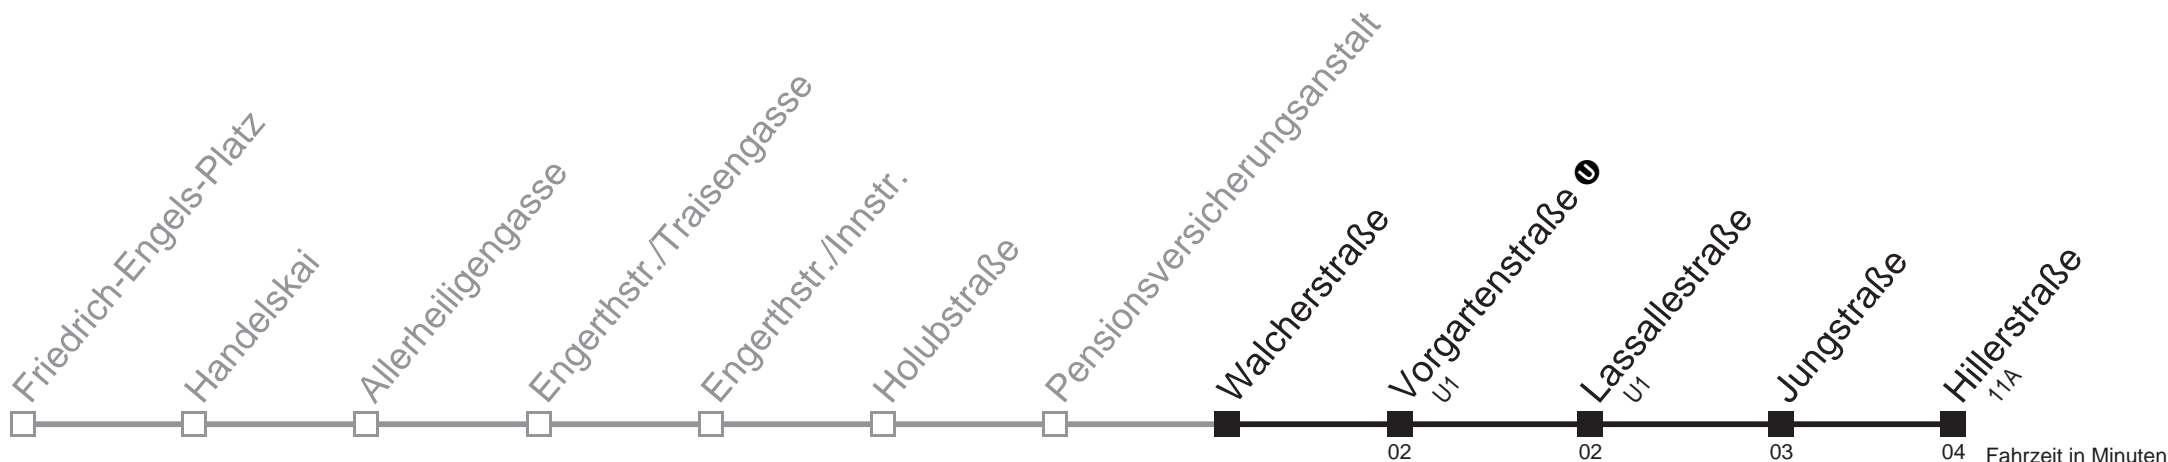 Friedrich-Engels-Platz
Handelskai
Allerheiligengasse
Engerthstr./Traisengasse
Engerthstr./Innstr.
Holubstraße
Pensionsversicherungsanstalt
Walcherstraße
Vorgartenstraße U
U1
Lassallestraße
U1
Jungstraße
Hillerstraße
11A
02 02 03 04 Fahrzeit in Minuten